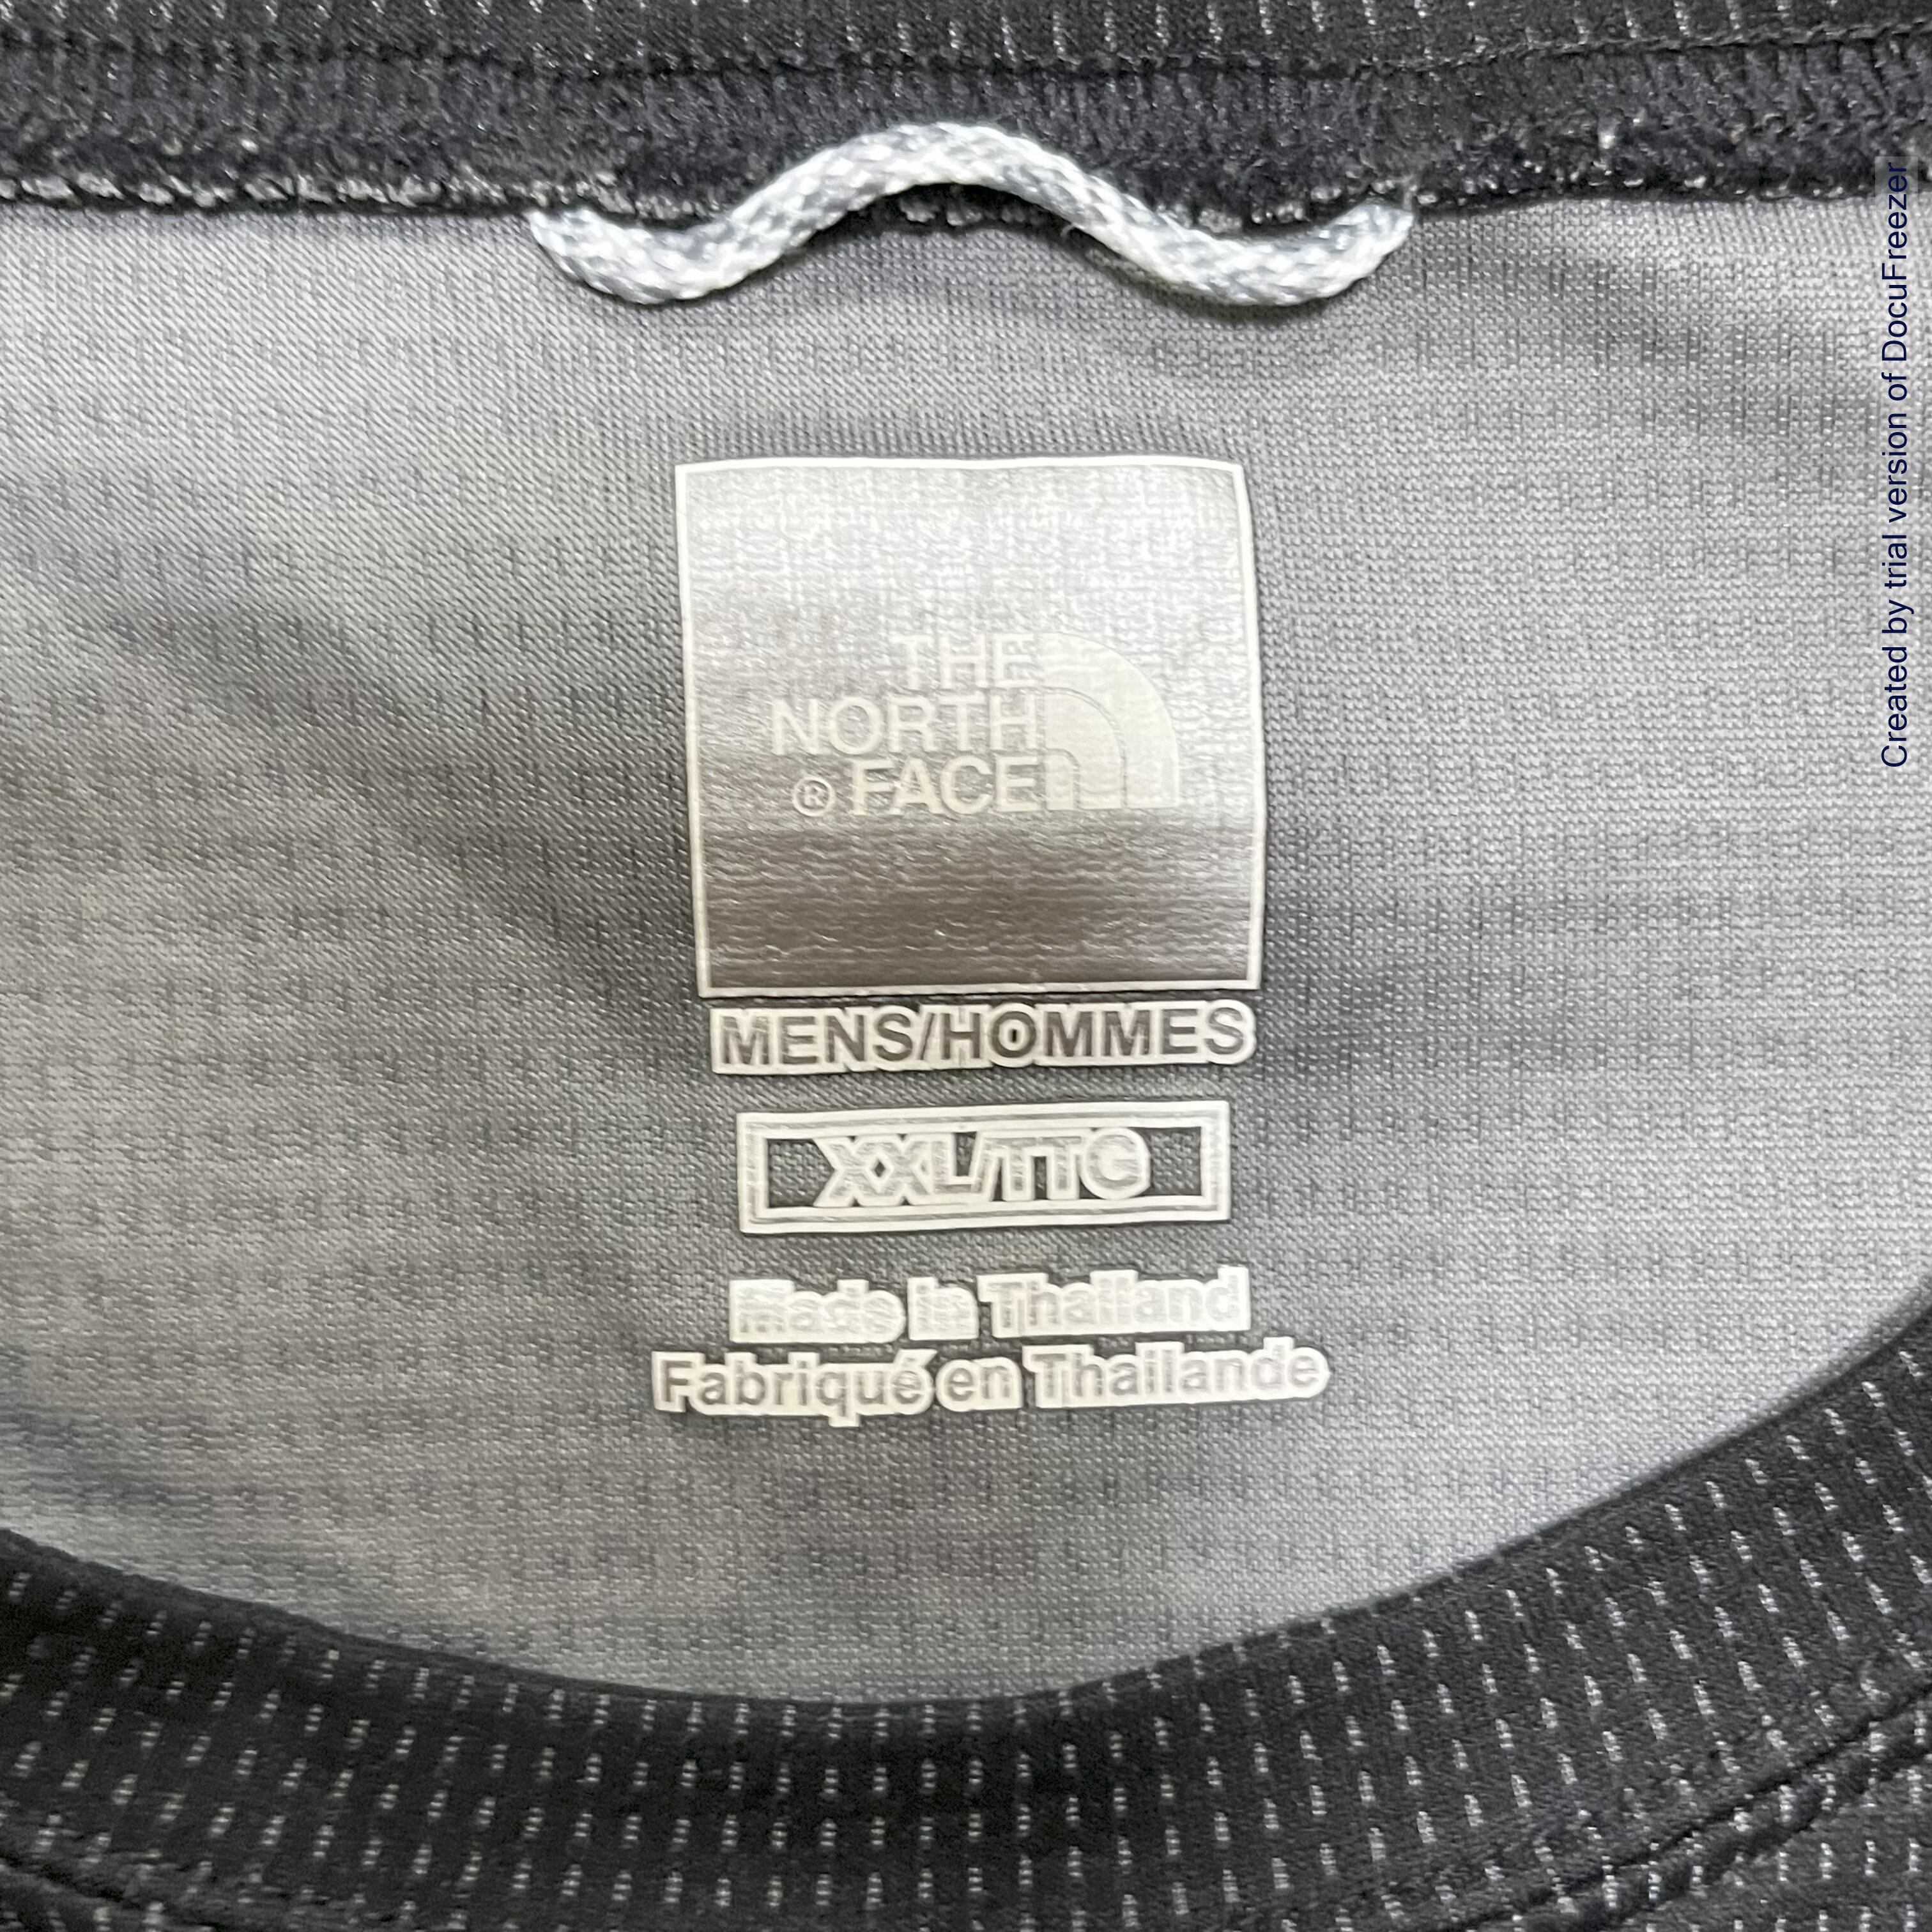 THE
NORTH
® FACE
MENS/HOMMES
XXL/TTG
Made in Thailand
Fabriqué en Thaïlande
Created by trial version of DocuFreezer